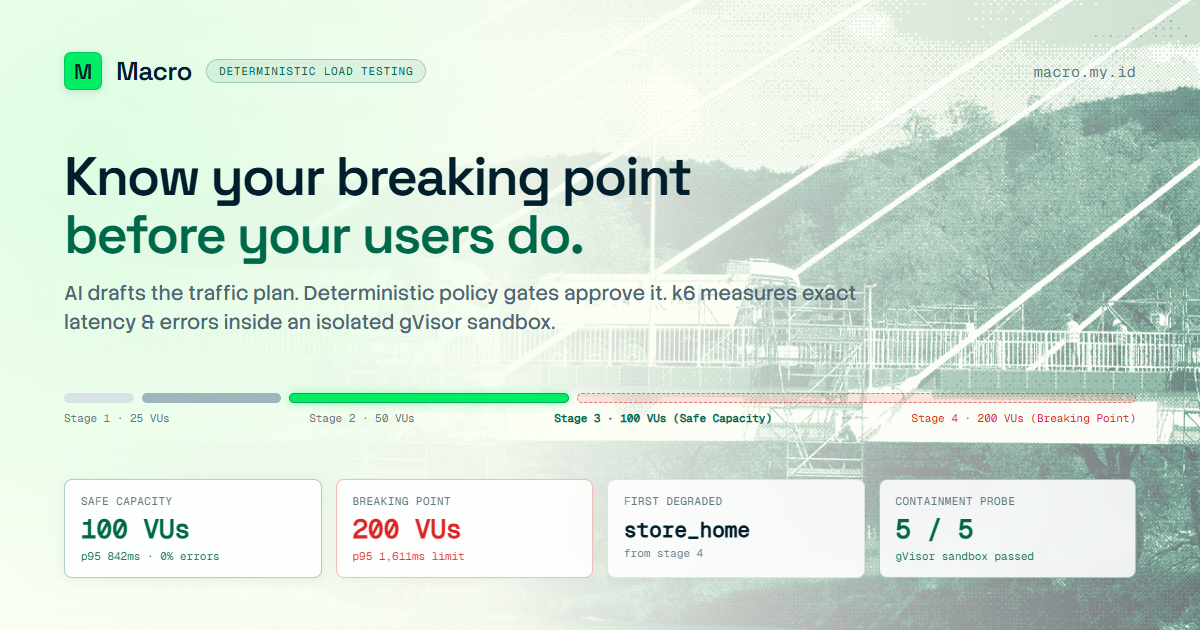 M
Macro
DETERMINISTIC LOAD TESTING
macro.my.id
Know your breaking point
before your users do.
AI drafts the traffic plan. Deterministic policy gates approve it. k6 measures exact
latency & errors inside an isolated gVisor sandbox.
Stage 1 · 25 VUs
Stage 2 · 50 VUs
Stage 3 · 100 VUs (Safe Capacity)
Stage 4 · 200 VUs (Breaking Point)
SAFE CAPACITY
100 VUs
p95 842ms · 0% errors
BREAKING POINT
200 VUs
p95 1,611ms limit
FIRST DEGRADED
store_home
from stage 4
CONTAINMENT PROBE
5 / 5
gVisor sandbox passed